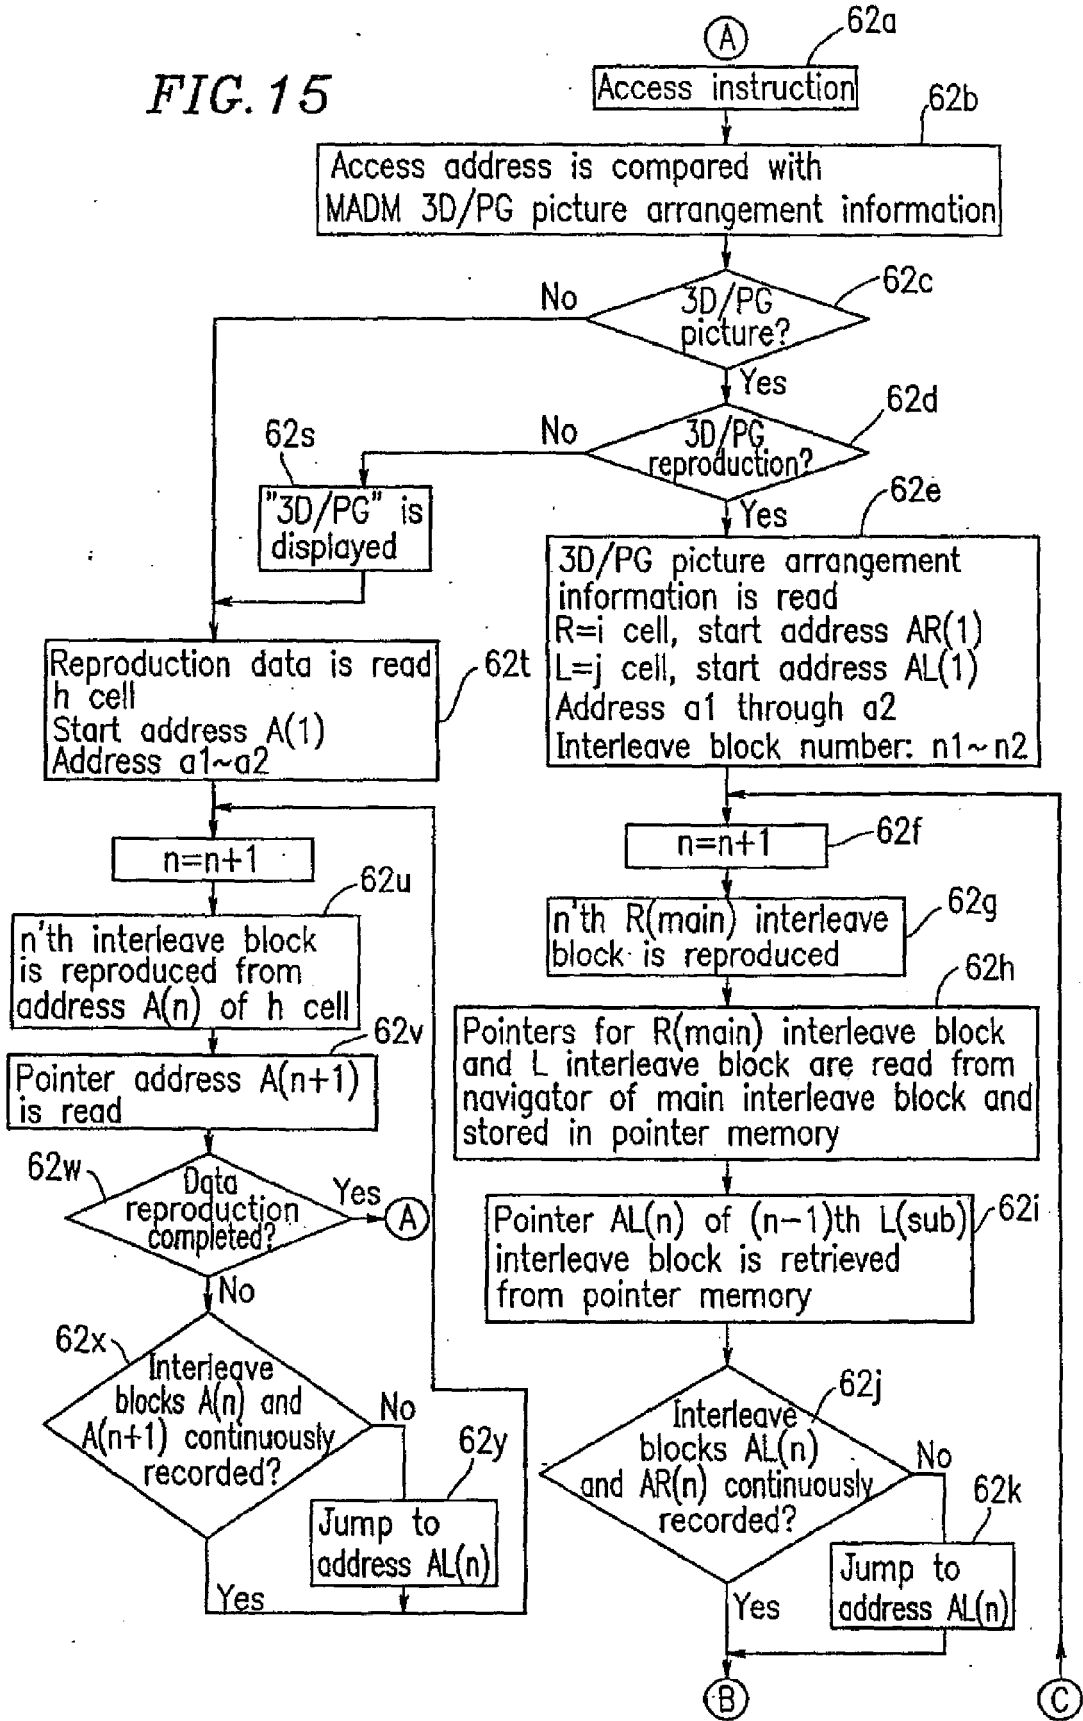 FIG. 15
A
62a
Access instruction
62b
Access address is compared with
MADM 3D/PG picture arrangement information
62c
3D/PG
picture?
No
Yes
62d
3D/PG
reproduction?
No
Yes
62s
"3D/PG" is
displayed
62e
3D/PG picture arrangement
information is read
R=i cell, start address AR(1)
L=j cell, start address AL(1)
Address a1 through a2
Interleave block number: n1~n2
62t
Reproduction data is read
h cell
Start address A(1)
Address a1~a2
n=n+1
62u
n'th interleave block
is reproduced from
address A(n) of h cell
62v
Pointer address A(n+1)
is read
62w
Data
reproduction
completed?
Yes
A
No
62x
Interleave
blocks A(n) and
A(n+1) continuously
recorded?
No
62y
Jump to
address AL(n)
Yes
62f
n=n+1
62g
n'th R(main) interleave
block is reproduced
62h
Pointers for R(main) interleave block
and L interleave block are read from
navigator of main interleave block and
stored in pointer memory
62i
Pointer AL(n) of (n-1)th L(sub)
interleave block is retrieved
from pointer memory
62j
Interleave
blocks AL(n)
and AR(n) continuously
recorded?
No
62k
Jump to
address AL(n)
Yes
B
C